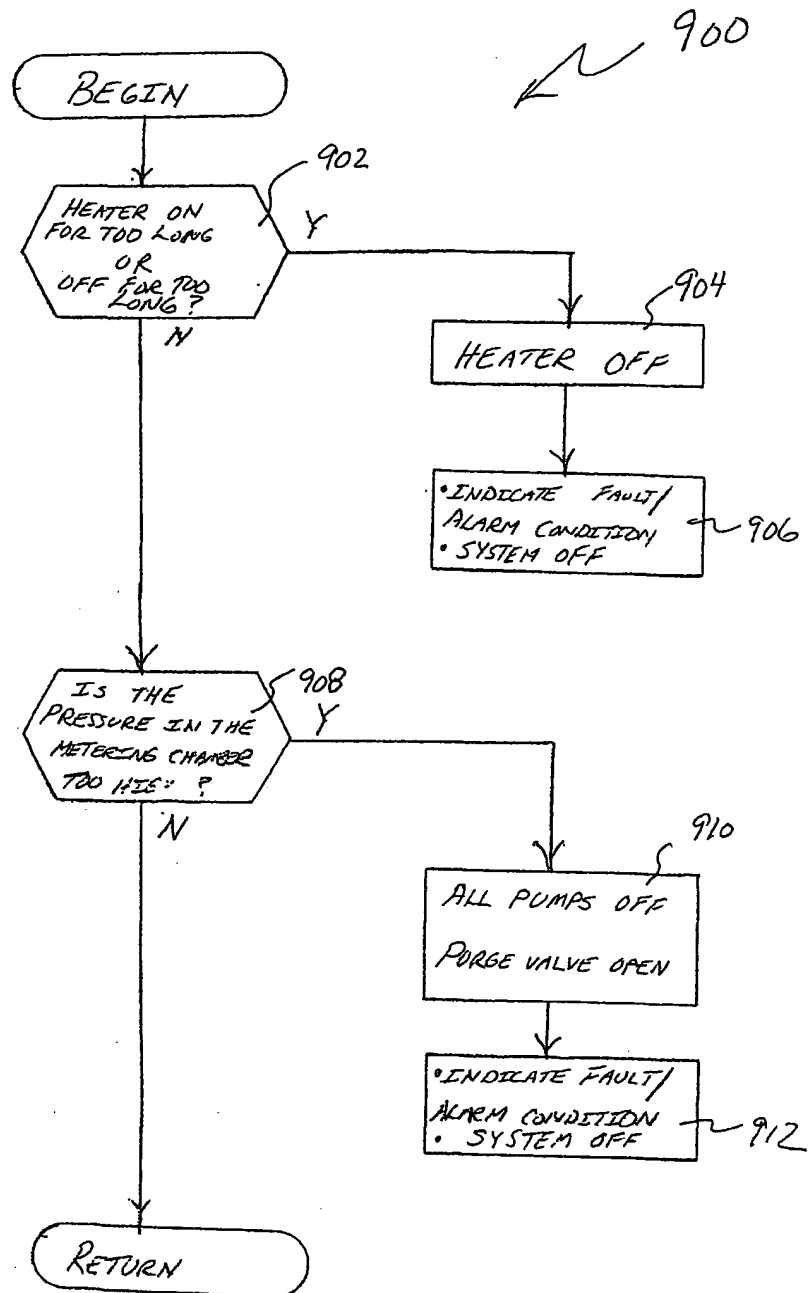 900
BEGIN
902
HEATER ON
FOR TOO LONG
OR
OFF FOR TOO
LONG?
Y
N
904
HEATER OFF
• INDICATE FAULT/
ALARM CONDITION
• SYSTEM OFF
906
908
IS THE
PRESSURE IN THE
METERING CHAMBER
TOO ?
Y
N
910
ALL PUMPS OFF
PURGE VALVE OPEN
• INDICATE FAULT/
ALARM CONDITION
• SYSTEM OFF
912
RETURN